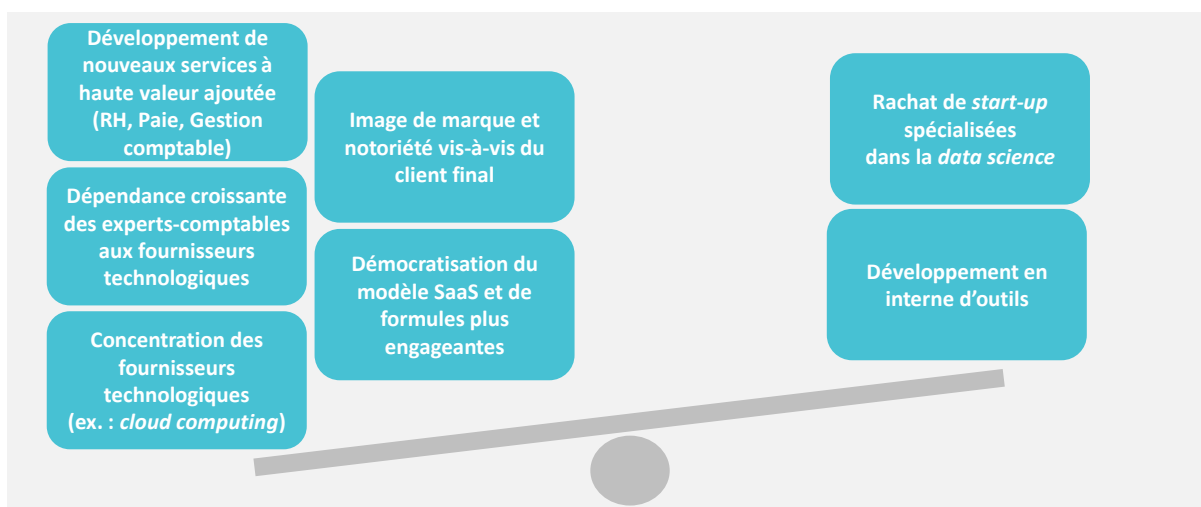 Développement de
nouveaux services à
haute valeur ajoutée
(RH, Paie, Gestion
comptable)
Dépendance croissante
des experts-comptables
aux fournisseurs
technologiques
Concentration des
fournisseurs
technologiques
(ex. : cloud computing)
Image de marque et
notoriété vis-à-vis du
client final
Démocratisation du
modèle SaaS et de
formules plus
engageantes
Rachat de start-up
spécialisées
dans la data science
Développement en
interne d’outils